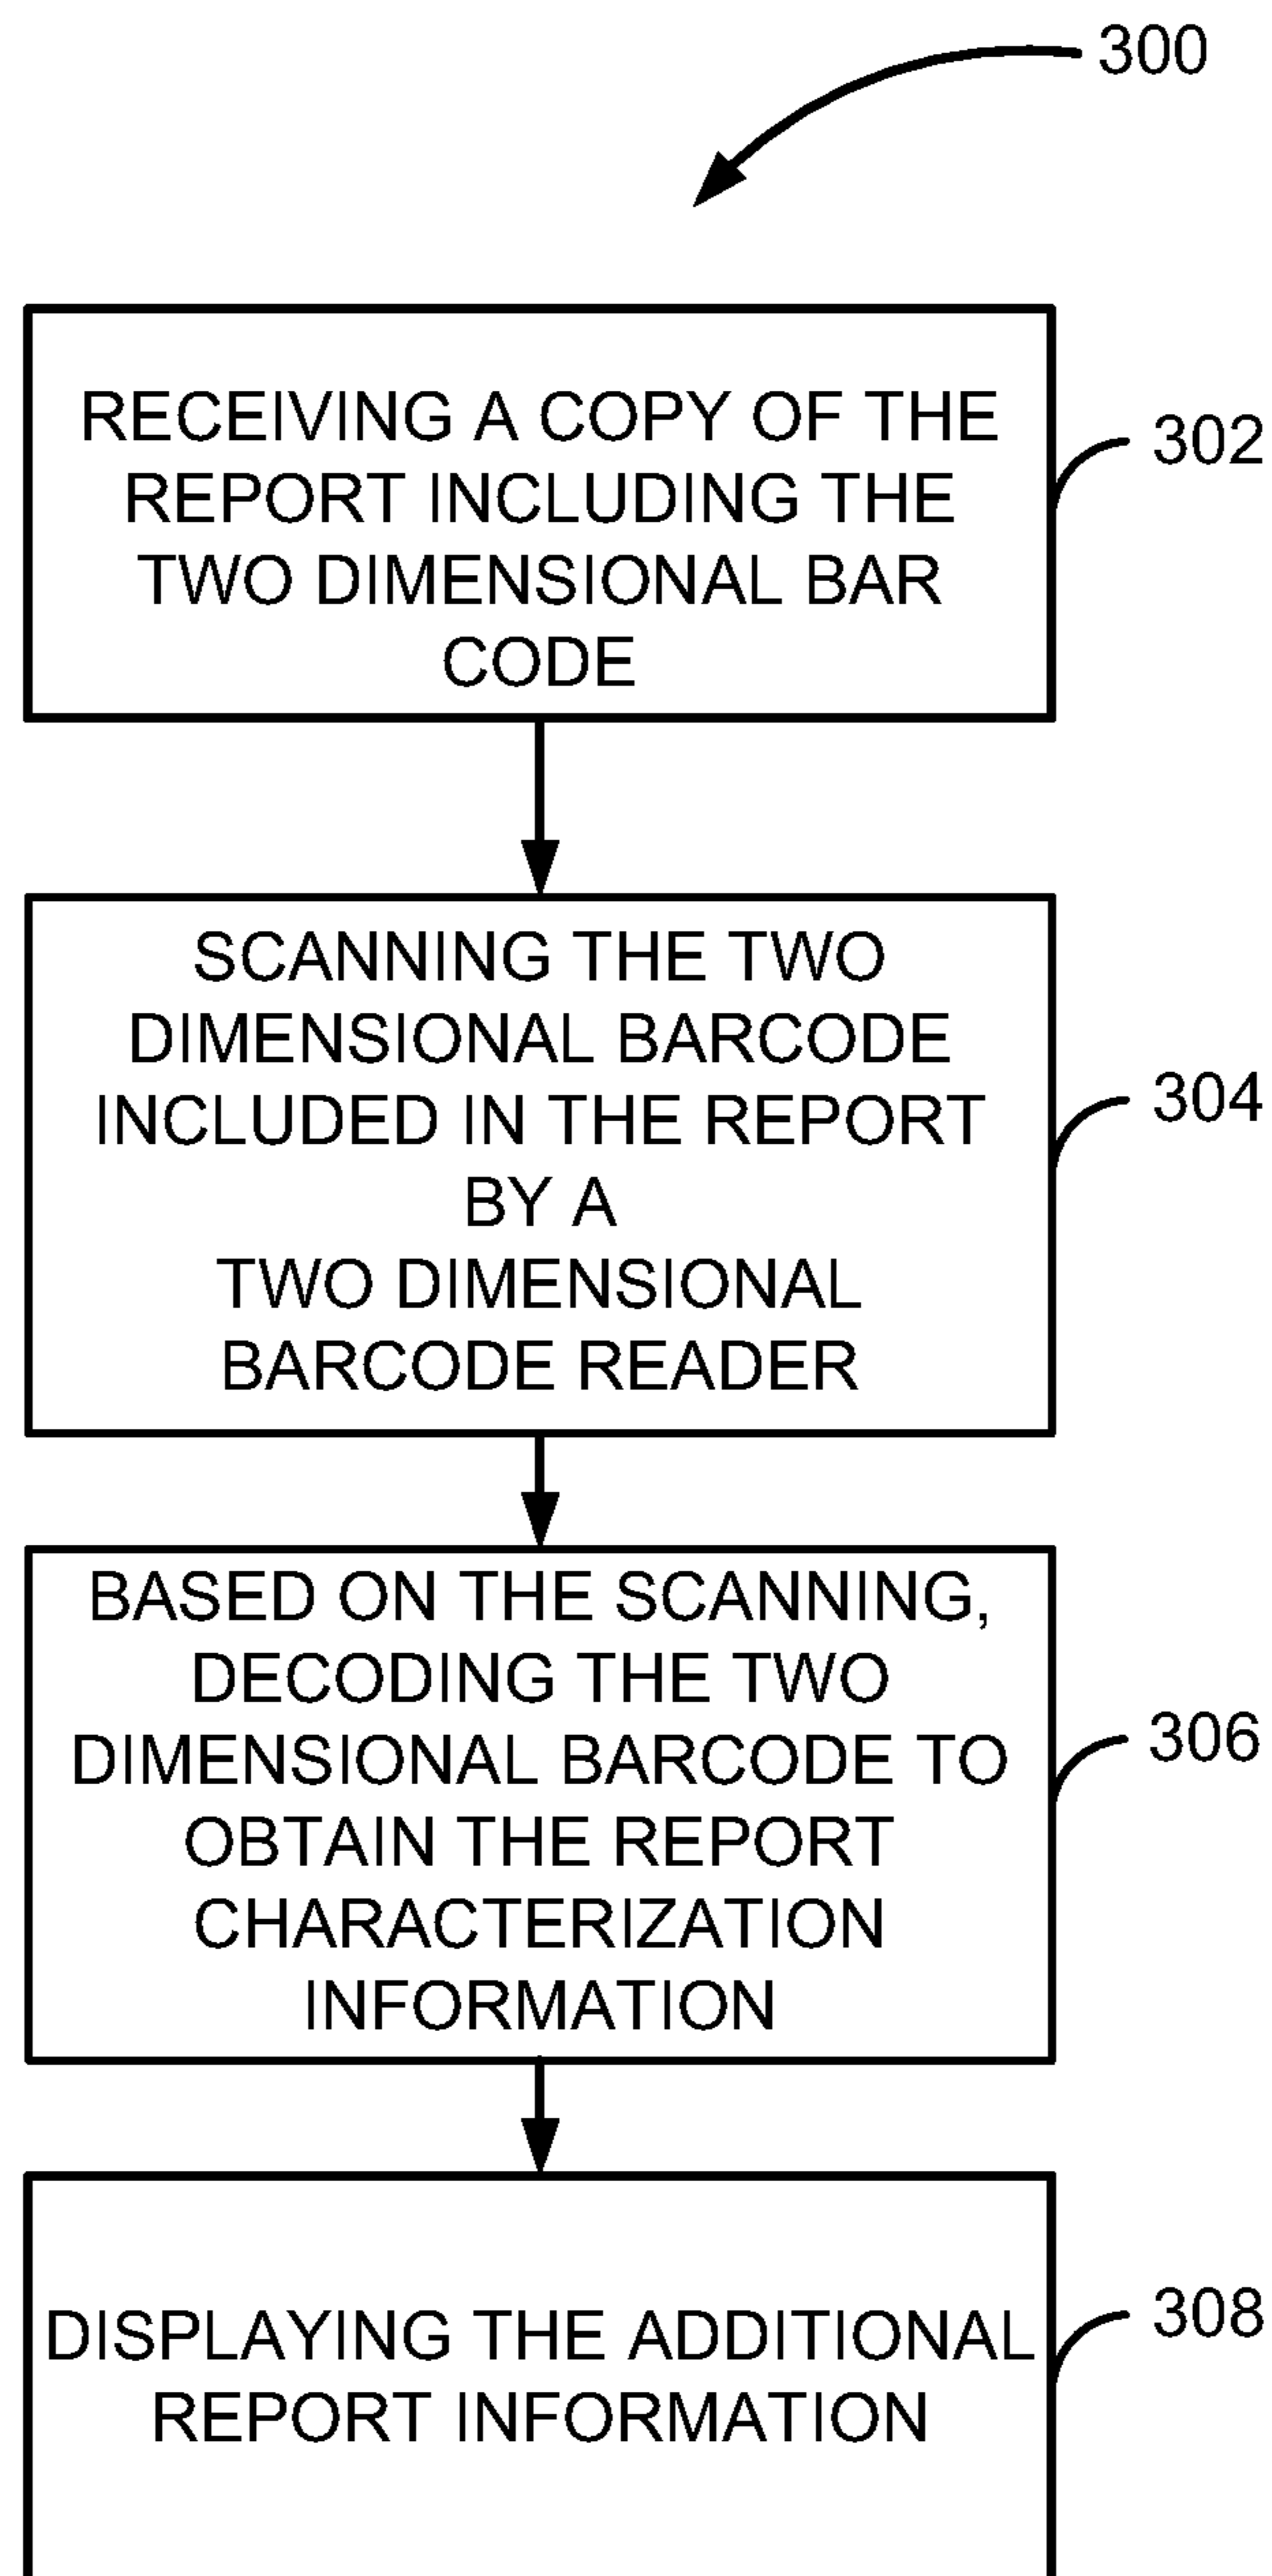 300
RECEIVING A COPY OF THE
REPORT INCLUDING THE
TWO DIMENSIONAL BAR
CODE
302
SCANNING THE TWO
DIMENSIONAL BARCODE
INCLUDED IN THE REPORT
BY A
TWO DIMENSIONAL
BARCODE READER
304
BASED ON THE SCANNING,
DECODING THE TWO
DIMENSIONAL BARCODE TO
OBTAIN THE REPORT
CHARACTERIZATION
INFORMATION
306
DISPLAYING THE ADDITIONAL
REPORT INFORMATION
308